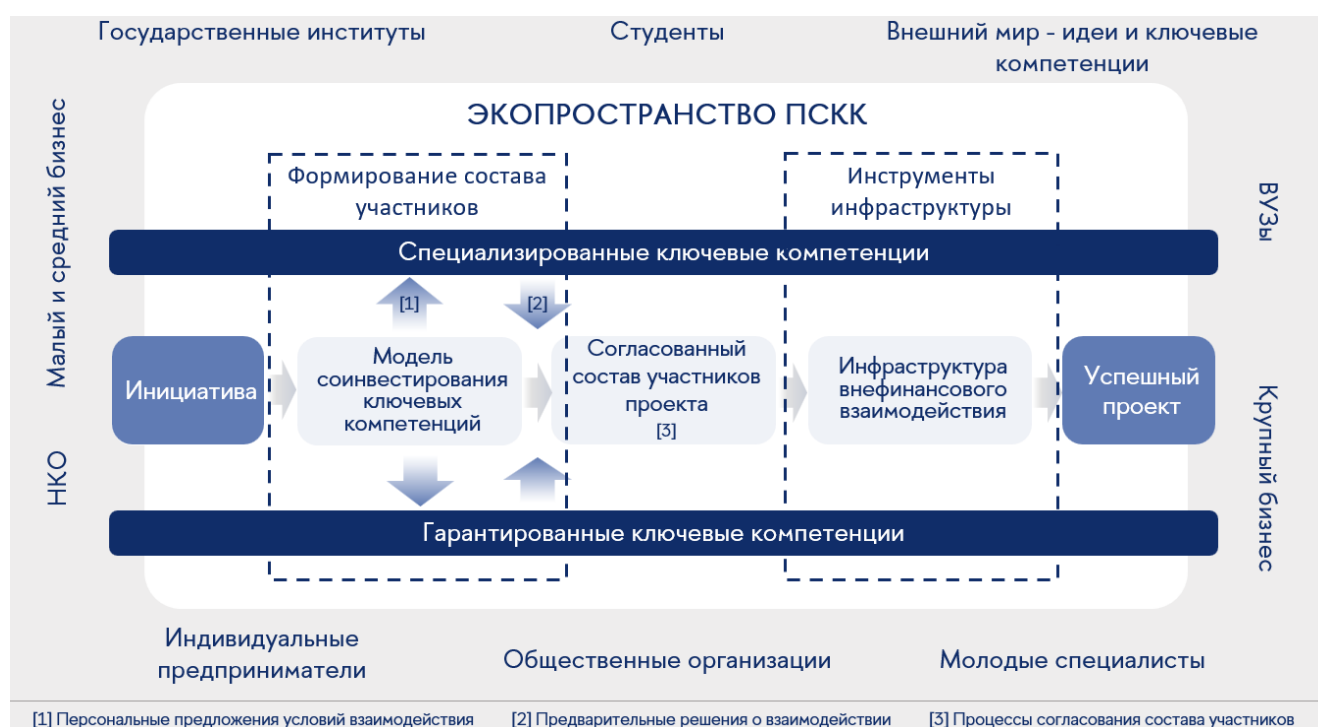 Государственные институты
Студенты
Внешний мир - идеи и ключевые
компетенции
Малый и средний бизнес
НКО
ЭКОПРОСТРАНСТВО ПСКК
Формирование состава
участников
Инструменты
инфраструктуры
Специализированные ключевые компетенции
[1]
[2]
Инициатива
Модель
соинвестирования
ключевых
компетенций
Согласованный
состав участников
проекта
[3]
Инфраструктура
внефинансового
взаимодействия
Успешный
проект
Гарантированные ключевые компетенции
ВУЗы
Крупный бизнес
Индивидуальные
предприниматели
Общественные организации
Молодые специалисты
[1] Персональные предложения условий взаимодействия
[2] Предварительные решения о взаимодействии
[3] Процессы согласования состава участников